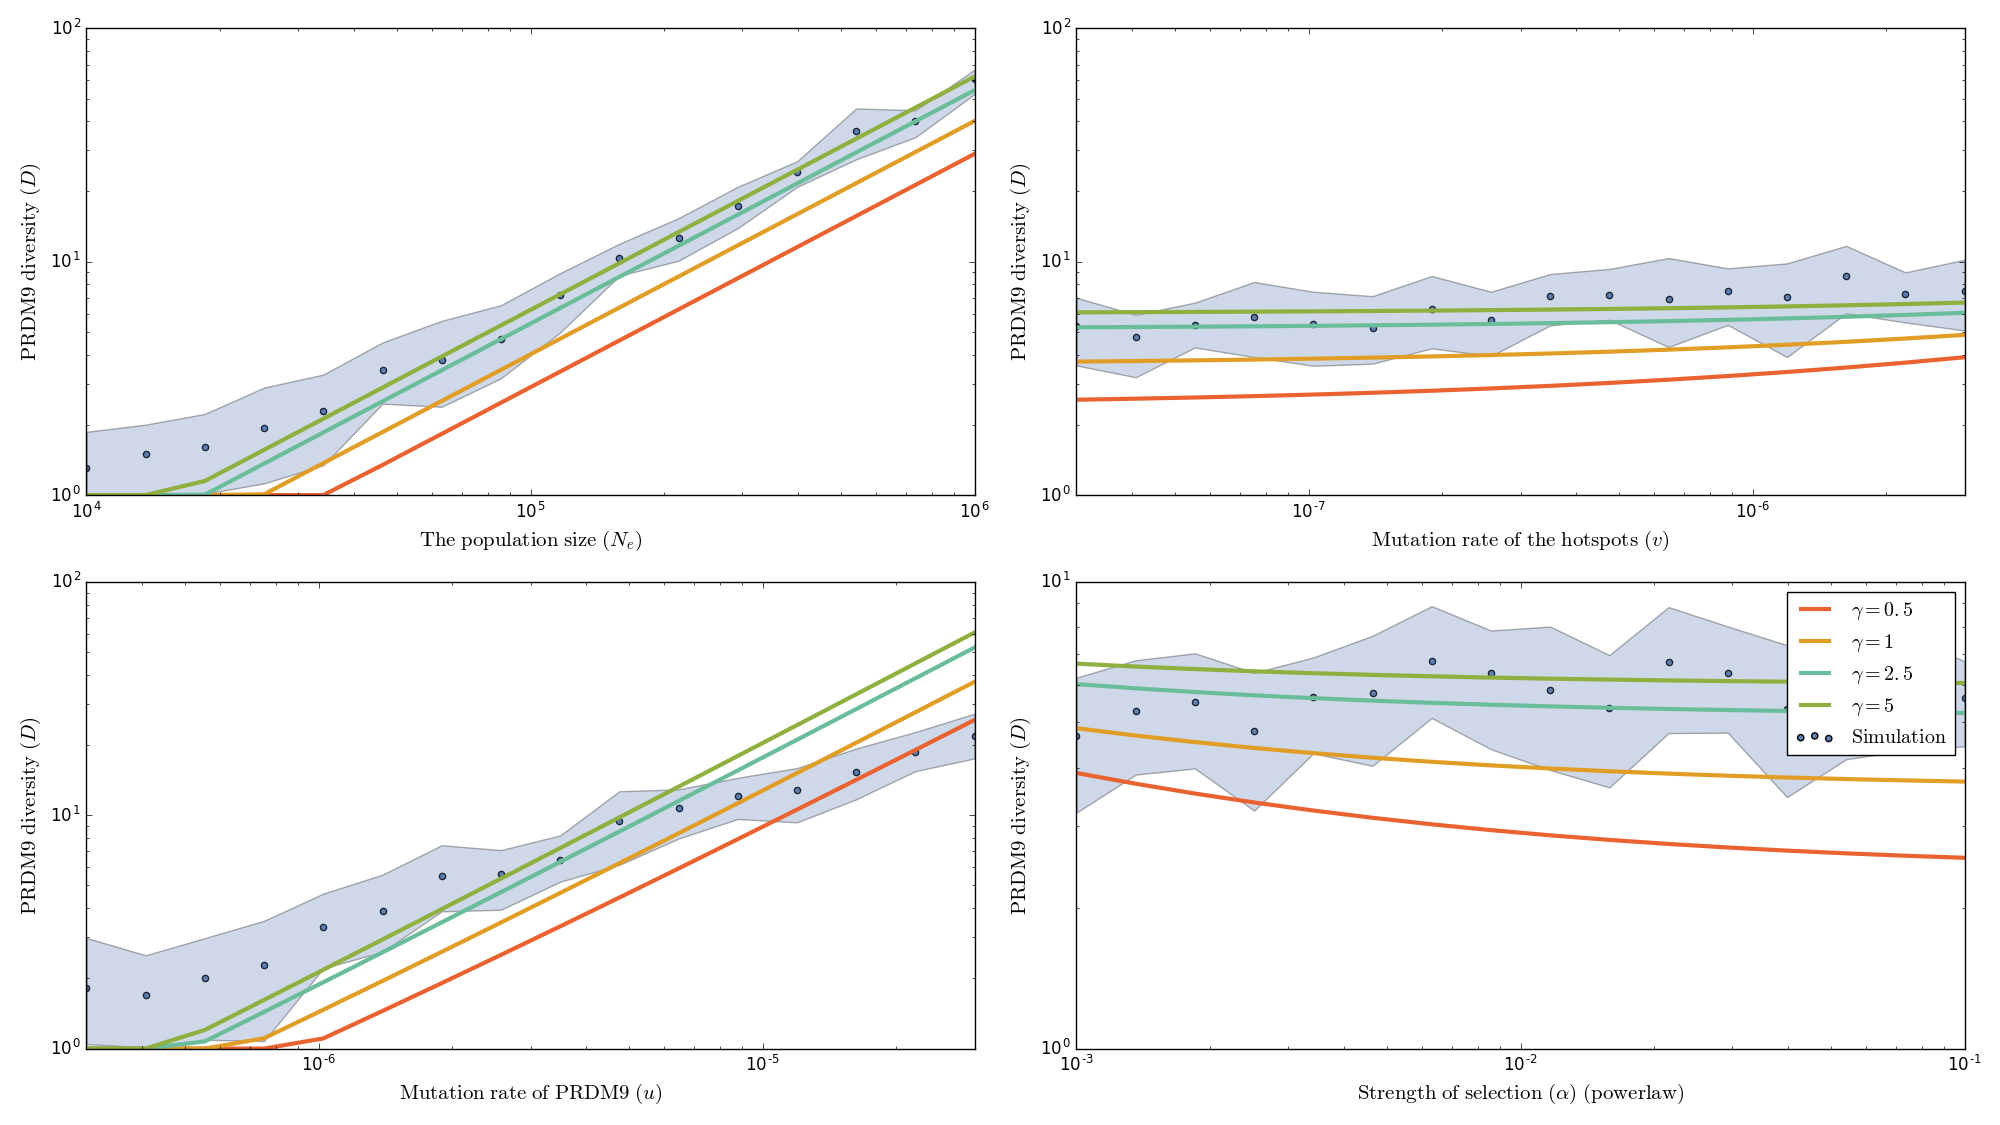 10^2
10^1
10^0
PRDM9 diversity (D)
10^4
10^5
10^6
The population size (N_e)
10^2
10^1
10^0
PRDM9 diversity (D)
10^-7
10^-6
Mutation rate of the hotspots (v)
10^2
10^1
10^0
PRDM9 diversity (D)
10^-6
10^-5
Mutation rate of PRDM9 (u)
10^1
10^0
PRDM9 diversity (D)
10^-3
10^-2
10^-1
Strength of selection (α) (powerlaw)
γ = 0.5
γ = 1
γ = 2.5
γ = 5
Simulation